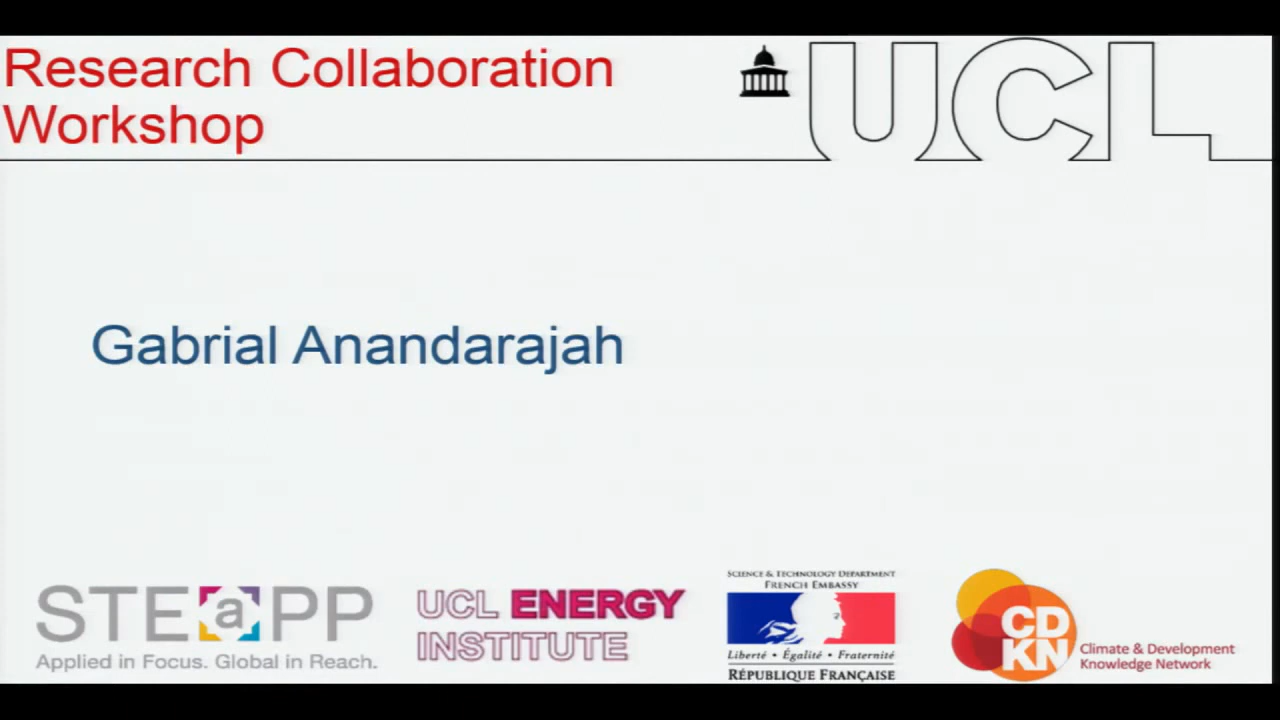 Research Collaboration
Workshop
UCL
Gabrial Anandarajah
STEaPP
Applied in Focus. Global in Reach.
UCL ENERGY
INSTITUTE
SCIENCE & TECHNOLOGY DEPARTMENT
FRENCH EMBASSY
Liberté • Égalité • Fraternité
RÉPUBLIQUE FRANÇAISE
CD
KN
Climate & Development
Knowledge Network